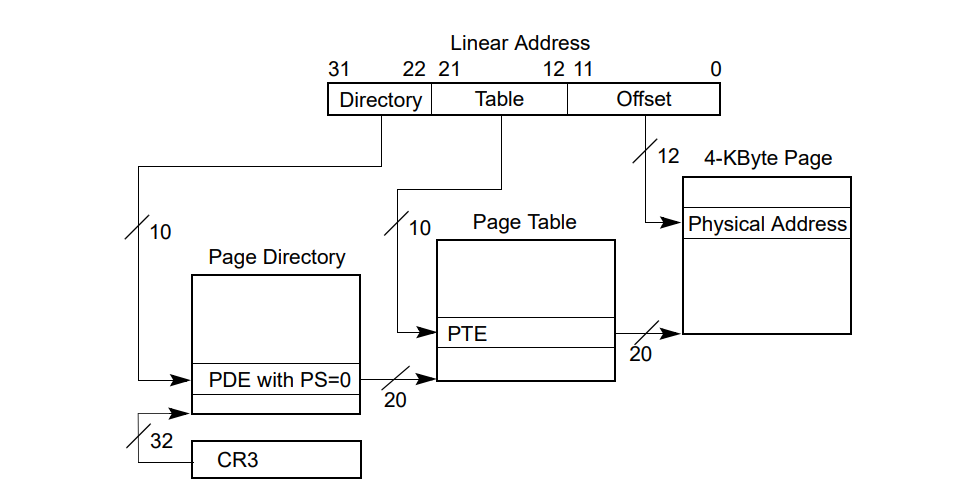 Linear Address
31 22 21 12 11 0
Directory Table Offset
12
4-KByte Page
Physical Address
10
10
Page Table
Page Directory
PTE
20
PDE with PS=0
20
32
CR3